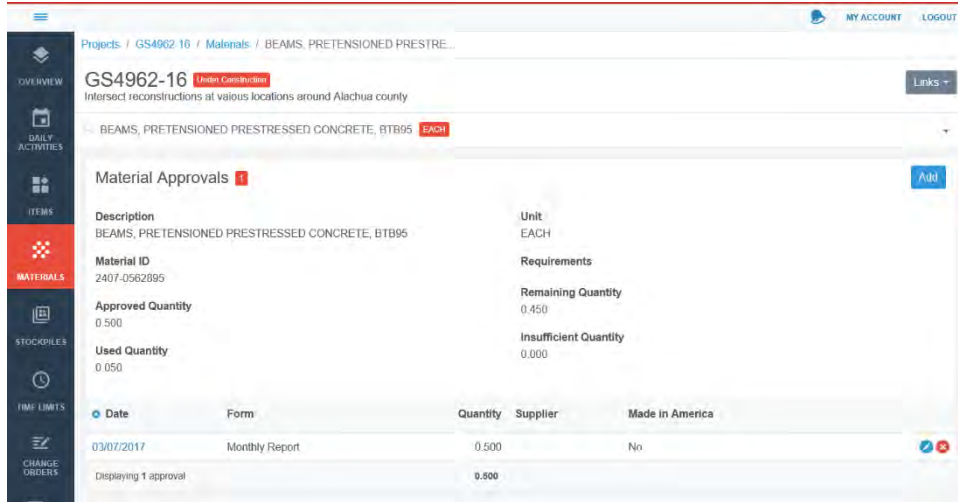 MY ACCOUNT LOGOUT
Projects / GS4962-16 / Materials / BEAMS, PRETENSIONED PRESTRE...
OVERVIEW
GS4962-16 Under Construction
Links
Intersect reconstructions at vaious locations around Alachua county
DAILY ACTIVITIES
BEAMS, PRETENSIONED PRESTRESSED CONCRETE, BTB95 EACH
Material Approvals 1
Add
ITEMS
Description
Unit
BEAMS, PRETENSIONED PRESTRESSED CONCRETE, BTB95
EACH
Material ID
Requirements
2407-0562895
MATERIALS
Remaining Quantity
Approved Quantity
0.450
0.500
Insufficient Quantity
STOCKPILES
Used Quantity
0.000
0.050
TIME LIMITS
Date Form Quantity Supplier Made in America
03/07/2017 Monthly Report 0.500 No
CHANGE ORDERS
Displaying 1 approval 0.500